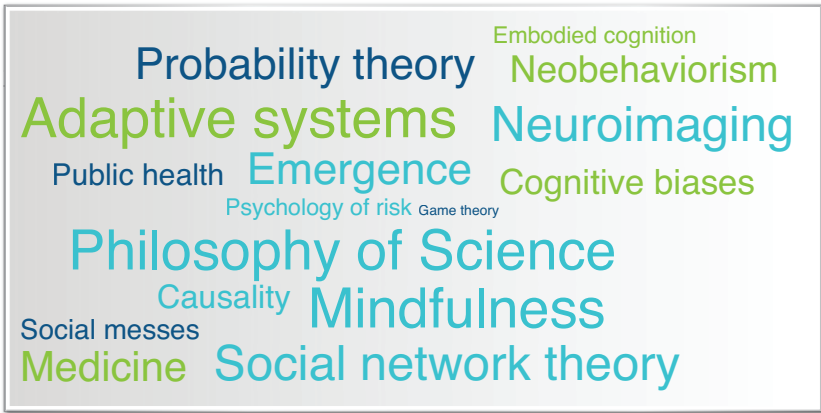 Embodied cognition
Probability theory
Neobehaviorism
Adaptive systems
Neuroimaging
Public health
Emergence
Cognitive biases
Psychology of risk
Game theory
Philosophy of Science
Causality
Mindfulness
Social messes
Medicine
Social network theory